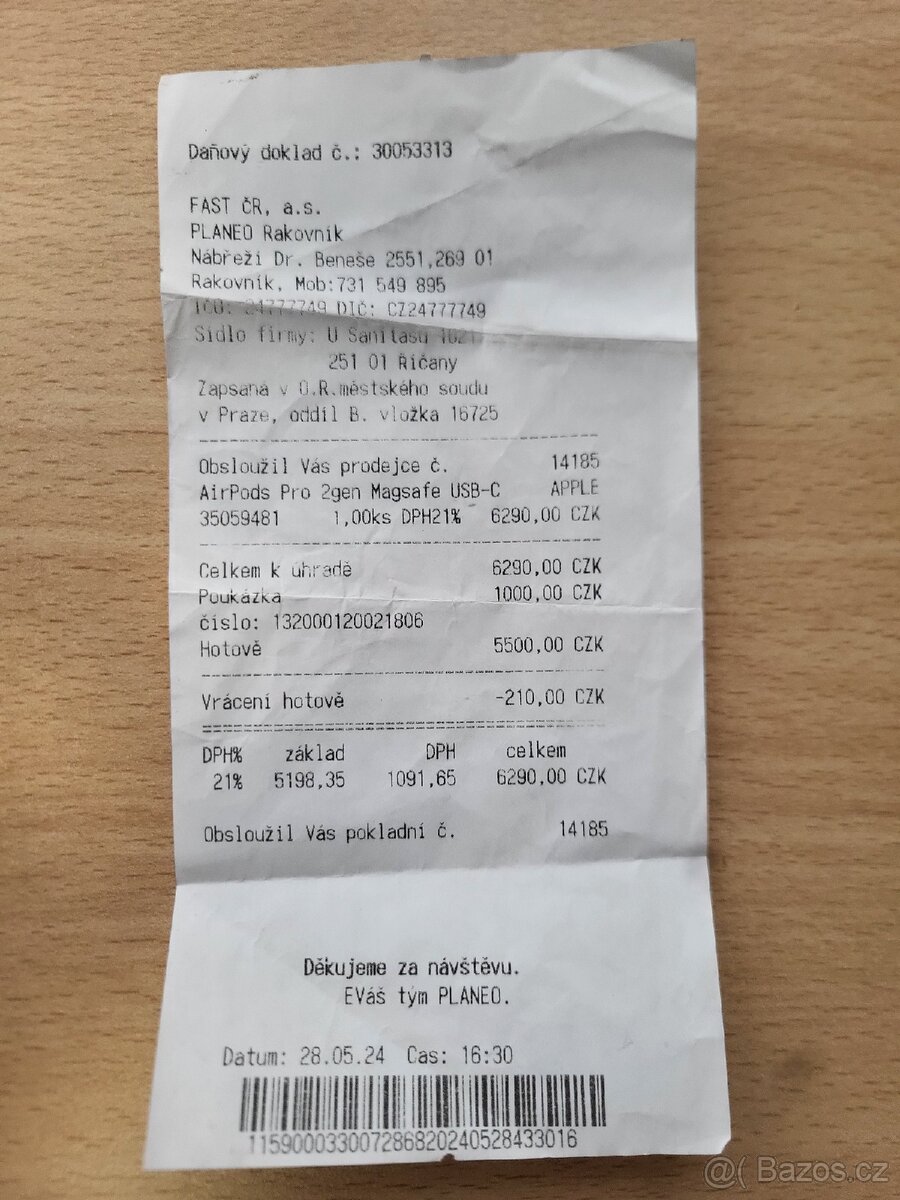 Daňový doklad č.: 30053313
FAST ČR, a.s.
PLANEO Rakovník
Nábřeží Dr. Beneše 2551,269 01
Rakovník, Mob:731 549 895
IČO: 24777749 DIČ: CZ24777749
Sídlo firmy: U Sanitasu 1621
251 01 Říčany
Zapsaná v O.R.městského soudu
v Praze, oddíl B. vložka 16725
Obsloužil Vás prodejce č. 14185
AirPods Pro 2gen Magsafe USB-C APPLE
35059481 1,00ks DPH21% 6290,00 CZK
Celkem k úhradě 6290,00 CZK
Poukázka 1000,00 CZK
číslo: 132000120021806
Hotově 5500,00 CZK
Vrácení hotově -210,00 CZK
DPH% základ DPH celkem
21% 5198,35 1091,65 6290,00 CZK
Obsloužil Vás pokladní č. 14185
Děkujeme za návštěvu.
EVáš tým PLANEO.
Datum: 28.05.24 Cas: 16:30
115900033007286820240528433016
@( Bazos.cz